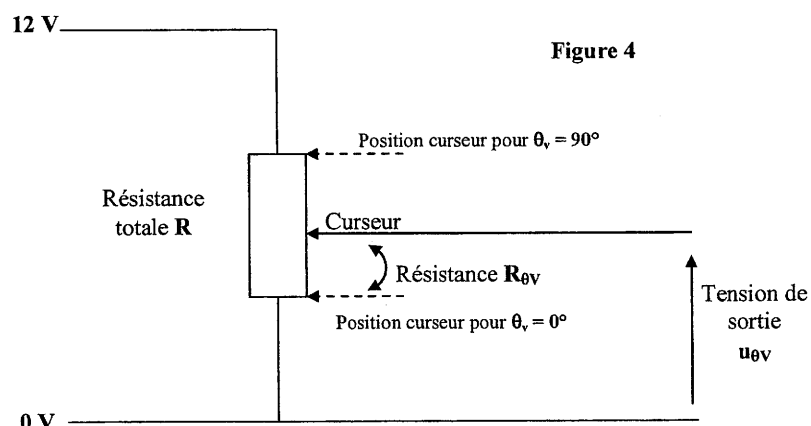 12 V
Figure 4
Position curseur pour θv = 90°
Résistance
totale R
Curseur
Résistance RθV
Position curseur pour θv = 0°
Tension de
sortie
uθV
0 V